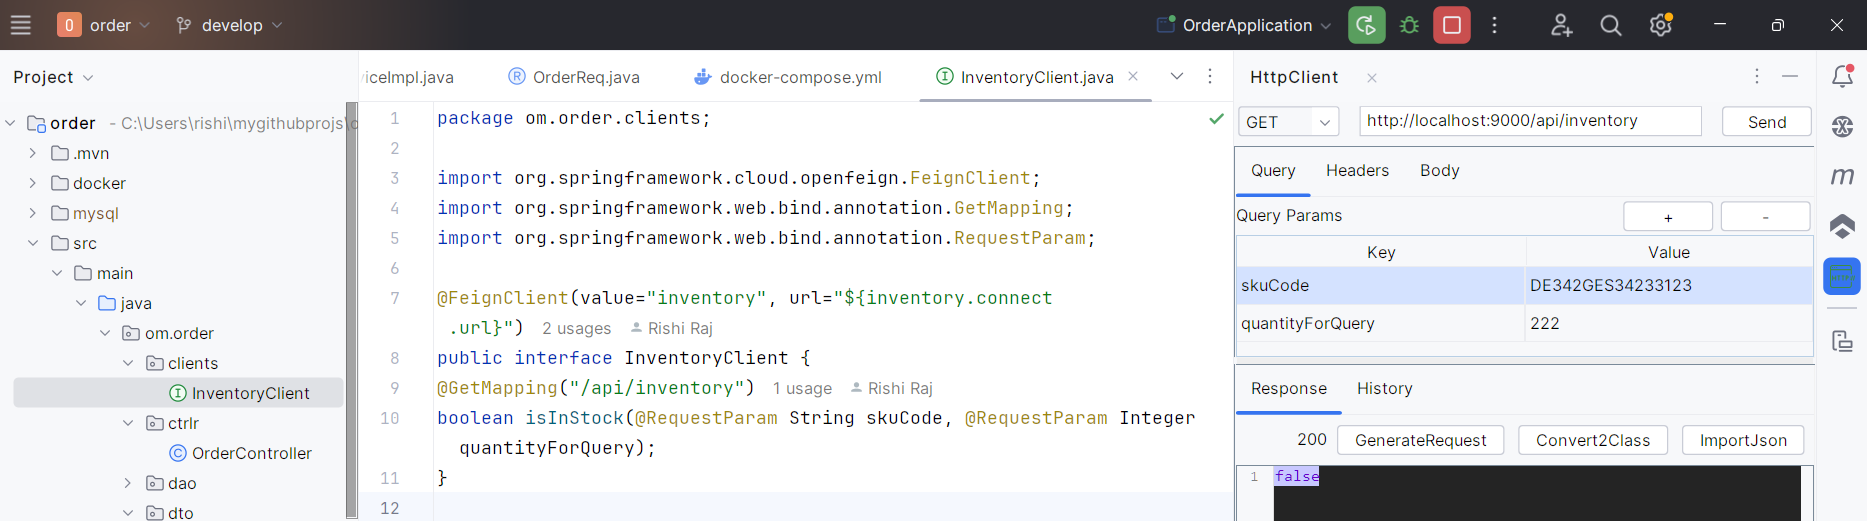 O order develop OrderApplication
Project
order - C:\Users\rishi\mygithubprojs\o
.mvn
docker
mysql
src
main
java
om.order
clients
InventoryClient
ctrlr
OrderController
dao
dto
viceImpl.java OrderReq.java docker-compose.yml InventoryClient.java
1 package om.order.clients;
2
3 import org.springframework.cloud.openfeign.FeignClient;
4 import org.springframework.web.bind.annotation.GetMapping;
5 import org.springframework.web.bind.annotation.RequestParam;
6
7 @FeignClient(value="inventory", url="${inventory.connect
.url}") 2 usages Rishi Raj
8 public interface InventoryClient {
9 @GetMapping("/api/inventory") 1 usage Rishi Raj
10 boolean isInStock(@RequestParam String skuCode, @RequestParam Integer
quantityForQuery);
11 }
12
HttpClient
GET http://localhost:9000/api/inventory Send
Query Headers Body
Query Params + -
Key Value
skuCode DE342GES34233123
quantityForQuery 222
Response History
200 GenerateRequest Convert2Class ImportJson
1 false
m